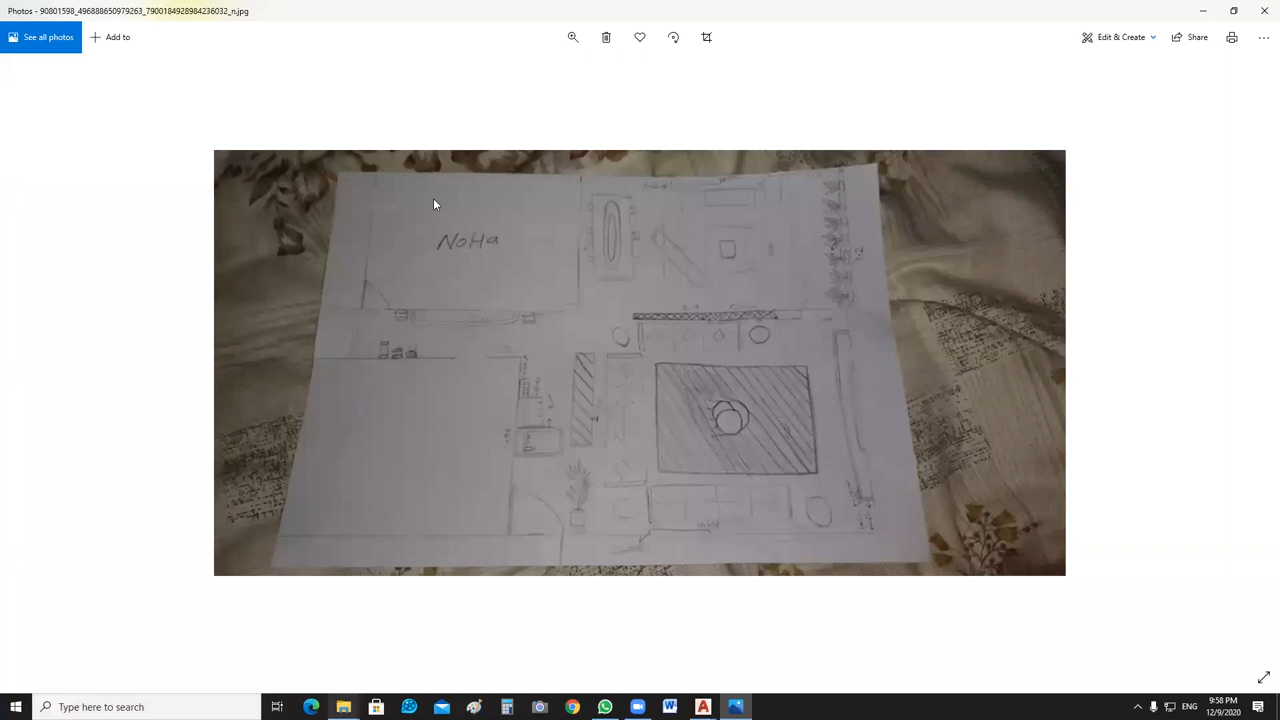 Photos - 90801598_496888650979263_7900184928984236032_n.jpg
See all photos
Add to
Edit & Create
Share
NoHa
Type here to search
ENG
9:58 PM
12/9/2020